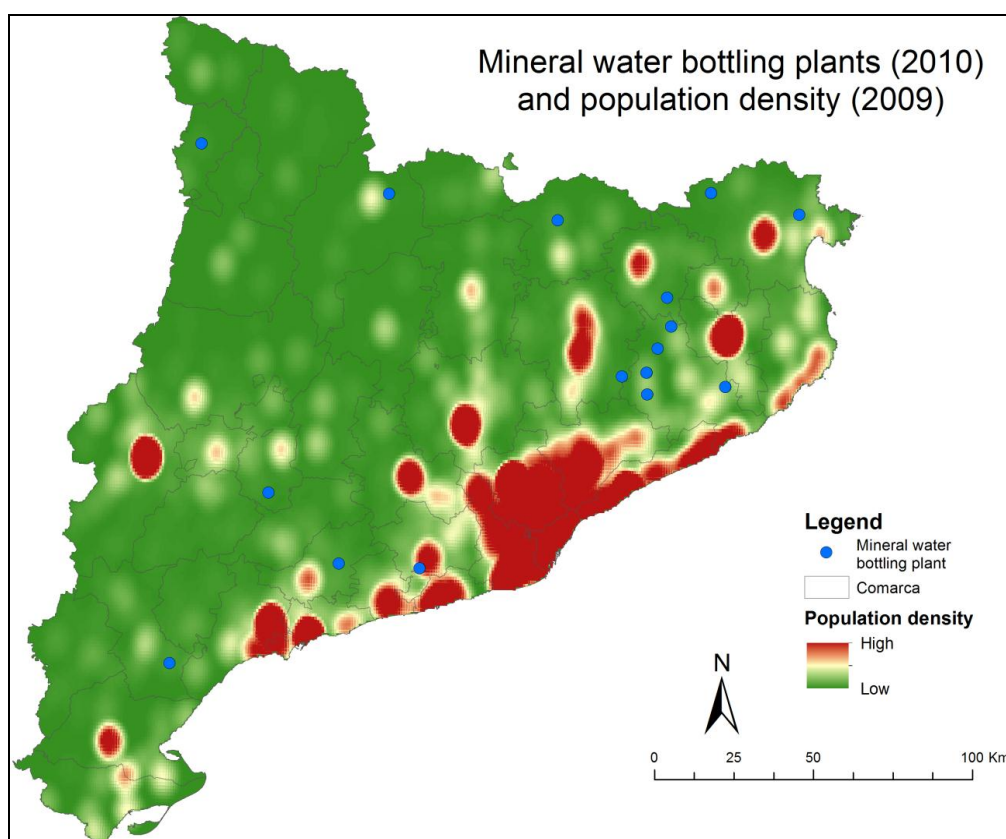 Mineral water bottling plants (2010)
and population density (2009)
Legend
Mineral water
bottling plant
Comarca
Population density
High
Low
N
0 25 50 100 Km